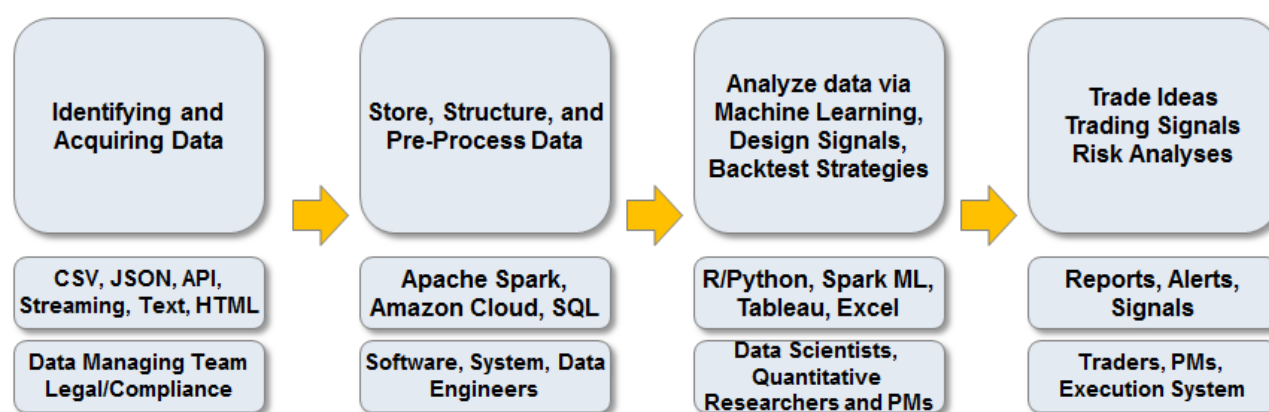 Identifying and
Acquiring Data
Store, Structure, and
Pre-Process Data
Analyze data via
Machine Learning,
Design Signals,
Backtest Strategies
Trade Ideas
Trading Signals
Risk Analyses
CSV, JSON, API,
Streaming, Text, HTML
Apache Spark,
Amazon Cloud, SQL
R/Python, Spark ML,
Tableau, Excel
Reports, Alerts,
Signals
Data Managing Team
Legal/Compliance
Software, System, Data
Engineers
Data Scientists,
Quantitative
Researchers and PMs
Traders, PMs,
Execution System